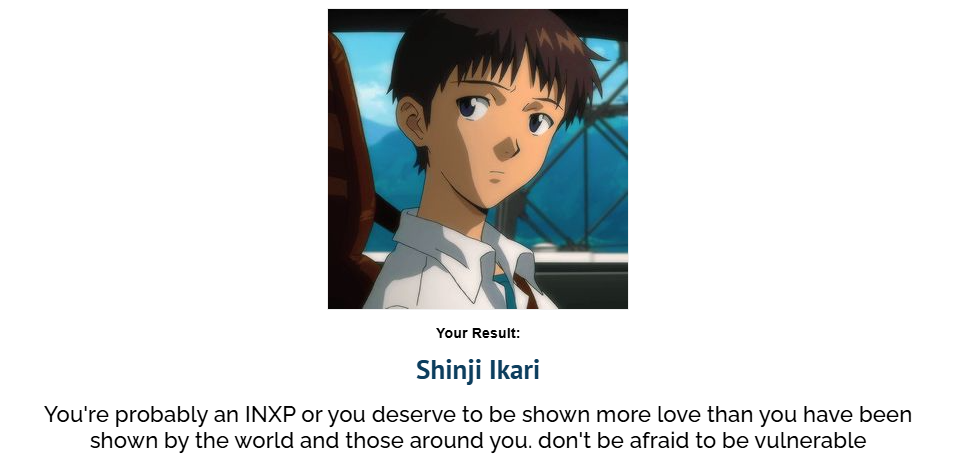 Your Result:
Shinji Ikari
You're probably an INXP or you deserve to be shown more love than you have been
shown by the world and those around you. don't be afraid to be vulnerable